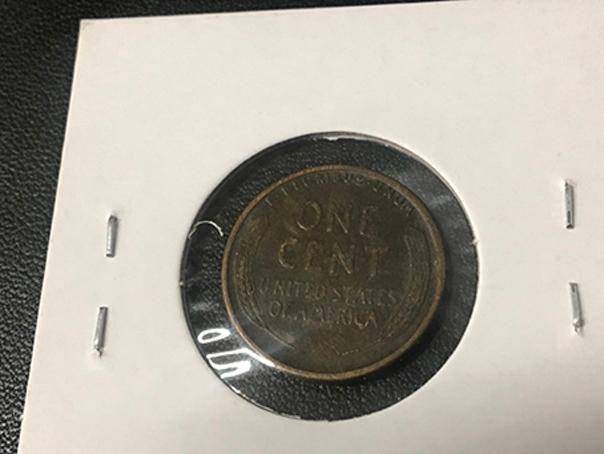 E·PLURIBUS·UNUM
ONE
CENT
UNITED STATES
OF AMERICA